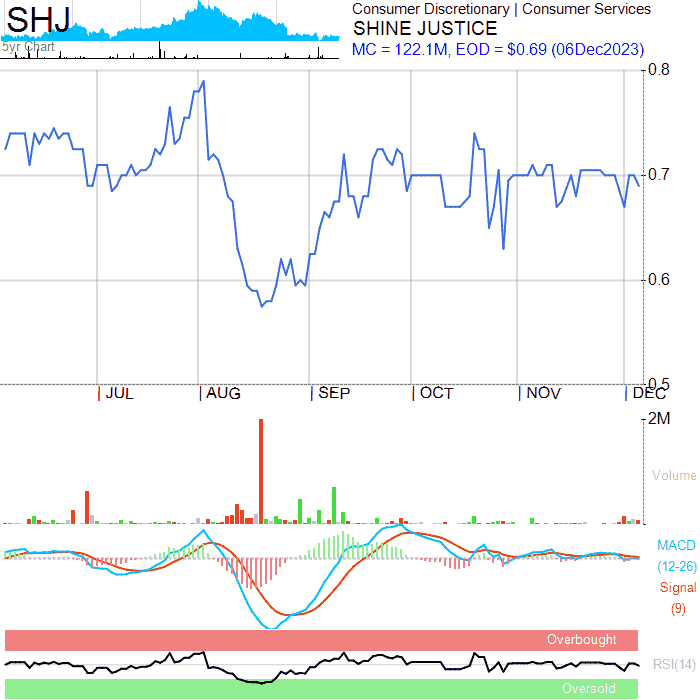 SHJ
5yr Chart
Consumer Discretionary | Consumer Services
SHINE JUSTICE
MC = 122.1M, EOD = $0.69 (06Dec2023)
0.8
0.7
0.6
0.5
| JUL
| AUG
| SEP
| OCT
| NOV
| DEC
2M
Volume
MACD
(12-26)
Signal
(9)
Overbought
RSI(14)
Oversold